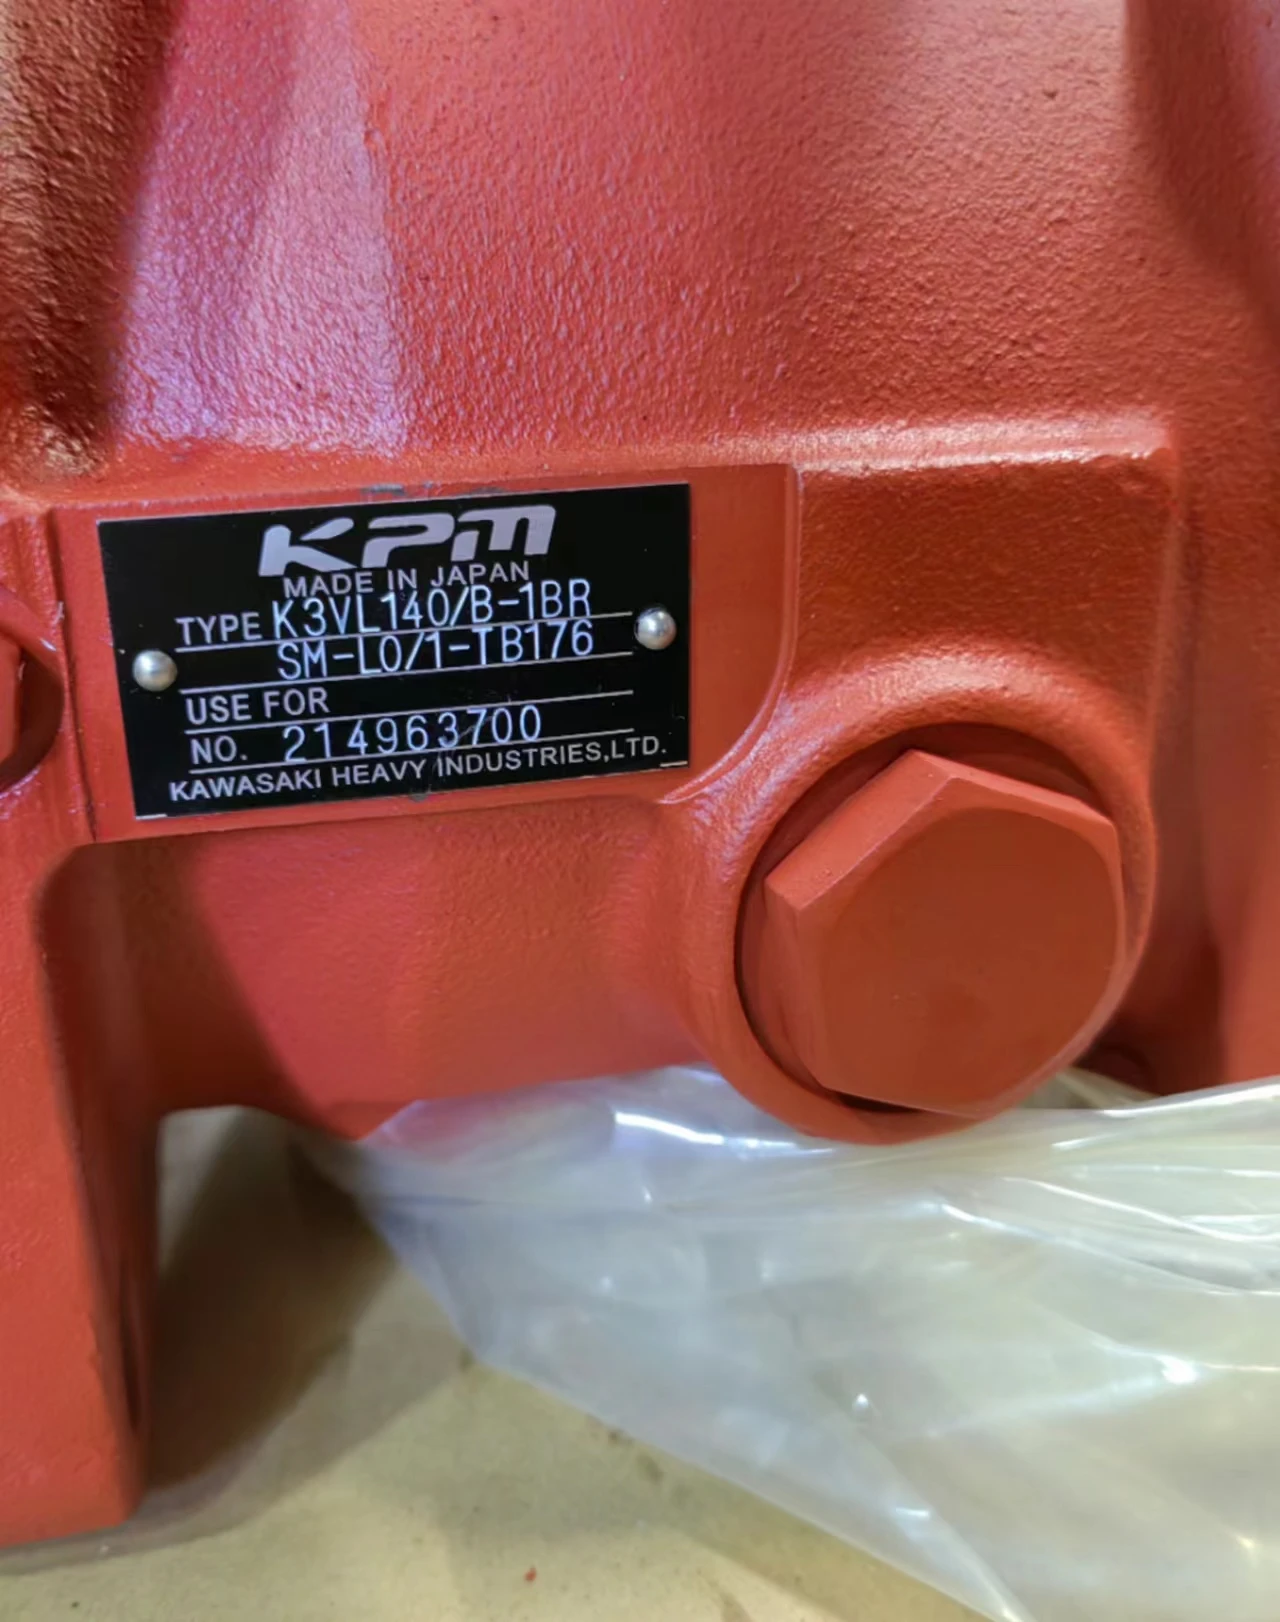 KPM
MADE IN JAPAN
TYPE K3VL140/B-1BR
SM-L0/1-TB176
USE FOR
NO. 214963700
KAWASAKI HEAVY INDUSTRIES,LTD.